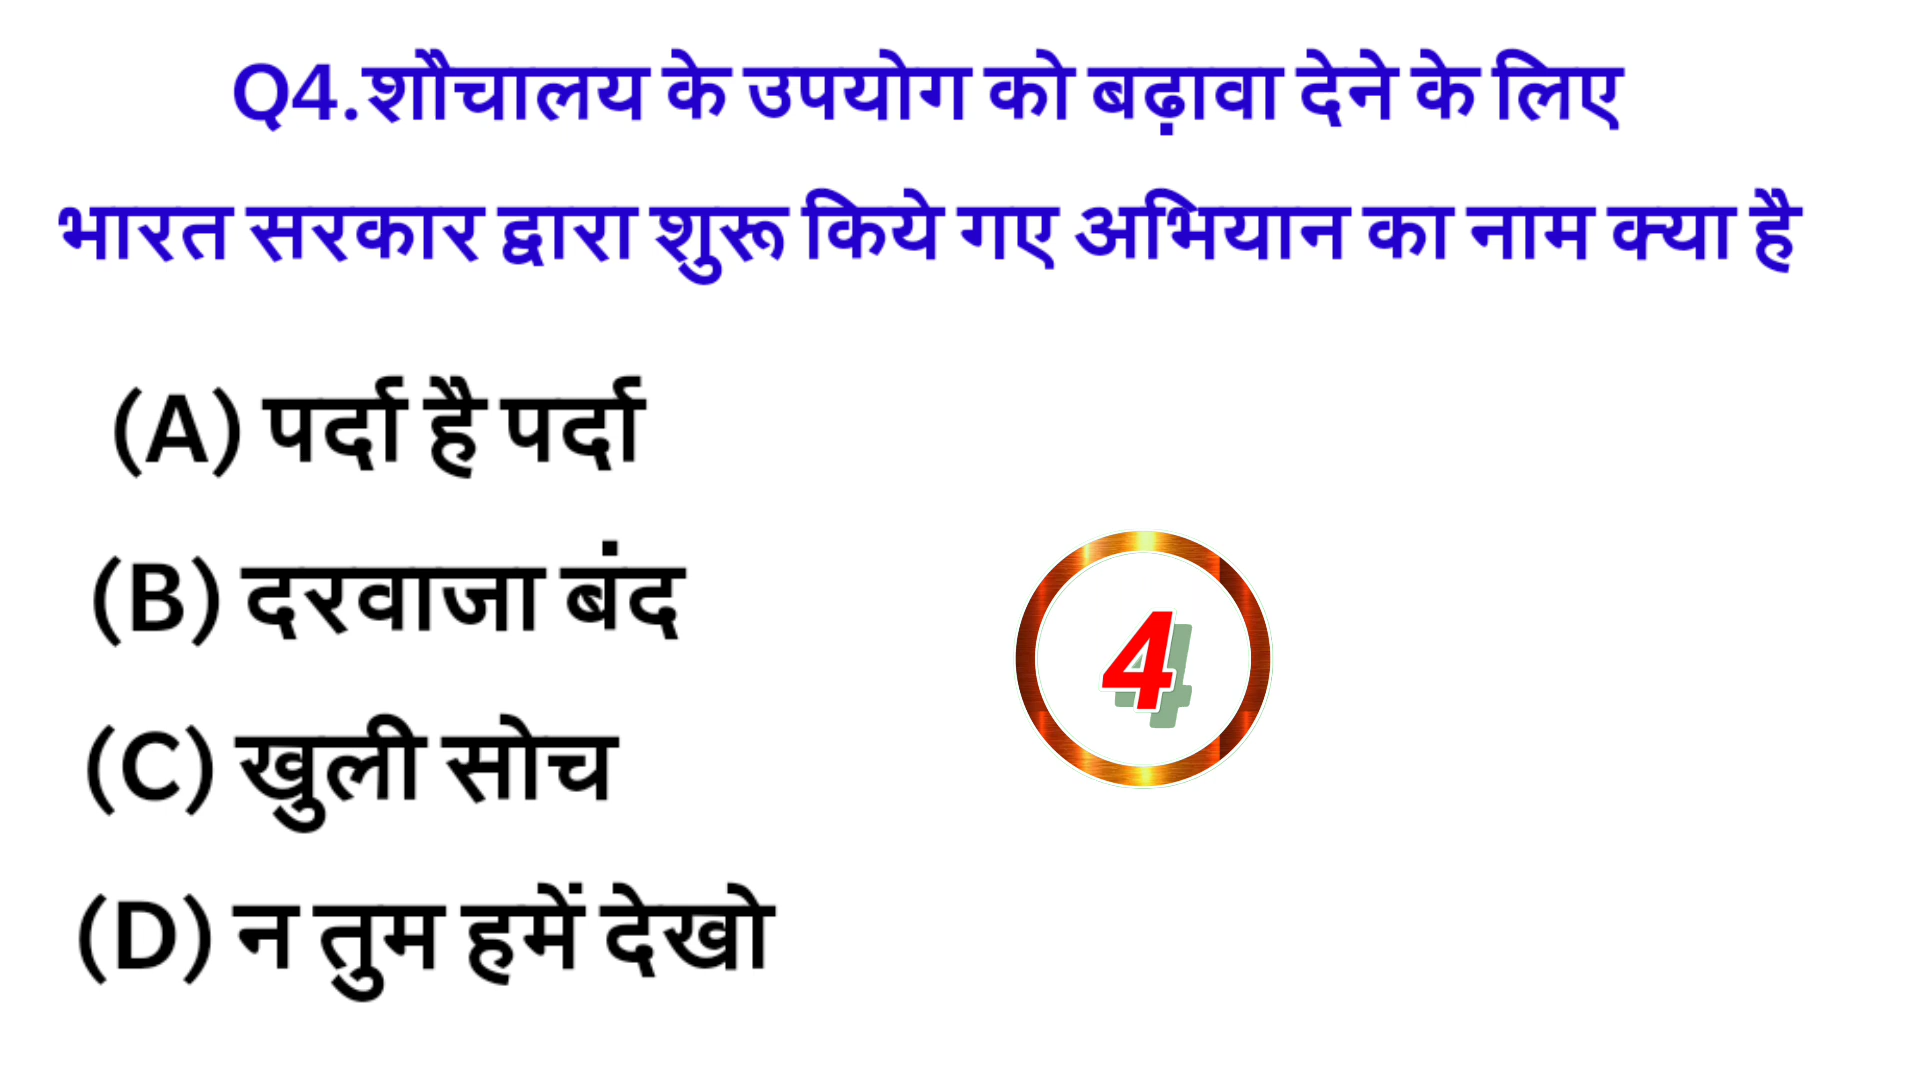 Q4.शौचालय के उपयोग को बढ़ावा देने के लिए
भारत सरकार द्वारा शुरू किये गए अभियान का नाम क्या है
(A) पर्दा है पर्दा
(B) दरवाजा बंद
4
(C) खुली सोच
(D) न तुम हमें देखो